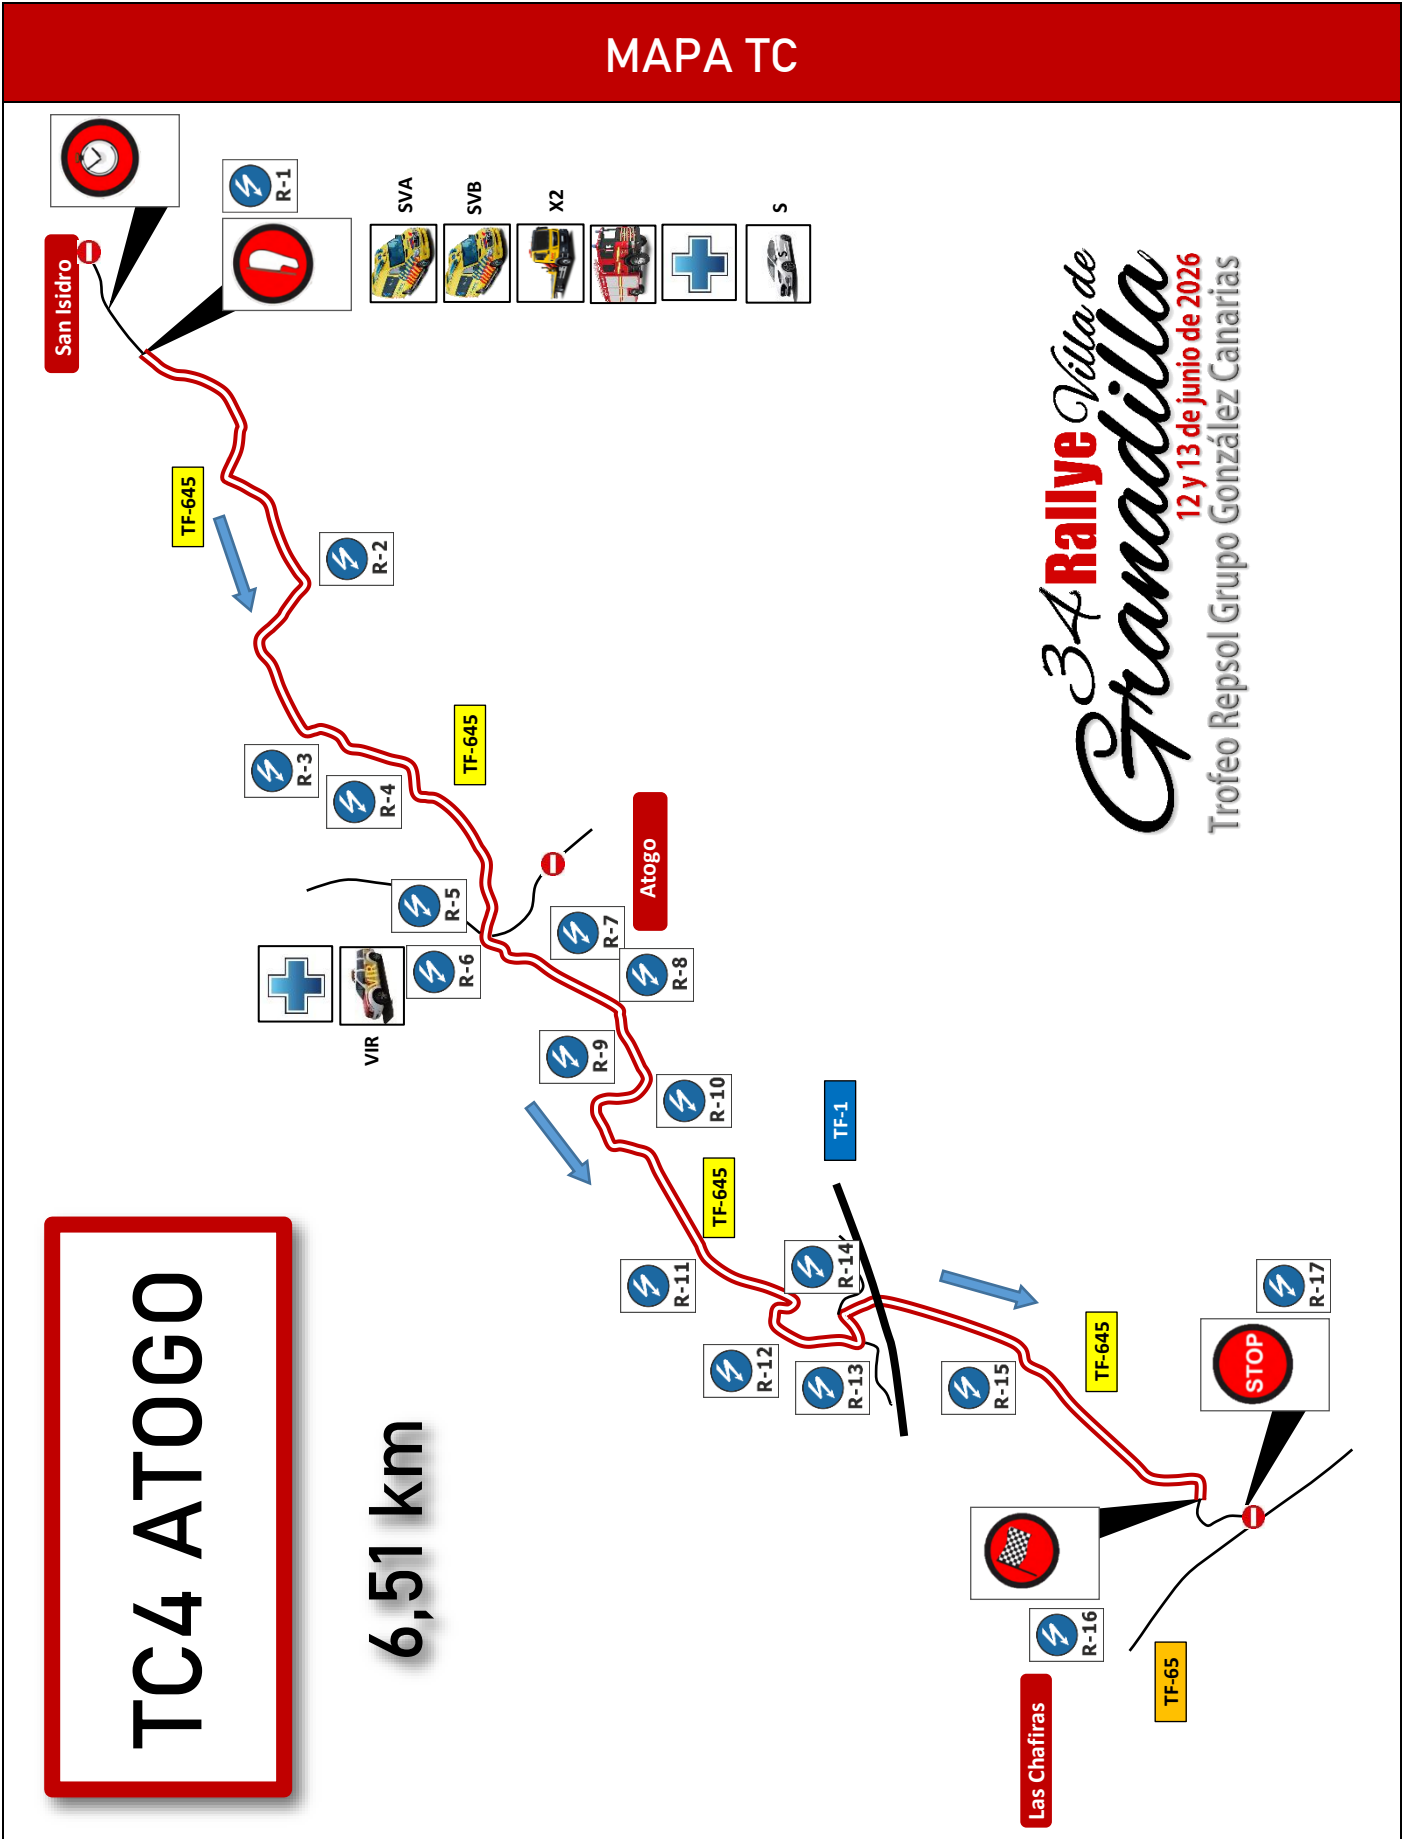 MAPA TC
San Isidro
R-1
SVA
SVB
X2
S
S
TF-645
R-2
R-3
R-4
TF-645
Atogo
R-5
R-6
R-7
R-8
VIR
VIR
R-9
R-10
TF-645
TF-1
R-11
R-12
R-13
R-14
R-15
TF-645
STOP
R-17
R-16
TF-65
Las Chafiras
TC4 ATOGO
6,51 km
34 Rallye Villa de
Granadilla
12 y 13 de junio de 2026
Trofeo Repsol Grupo González Canarias